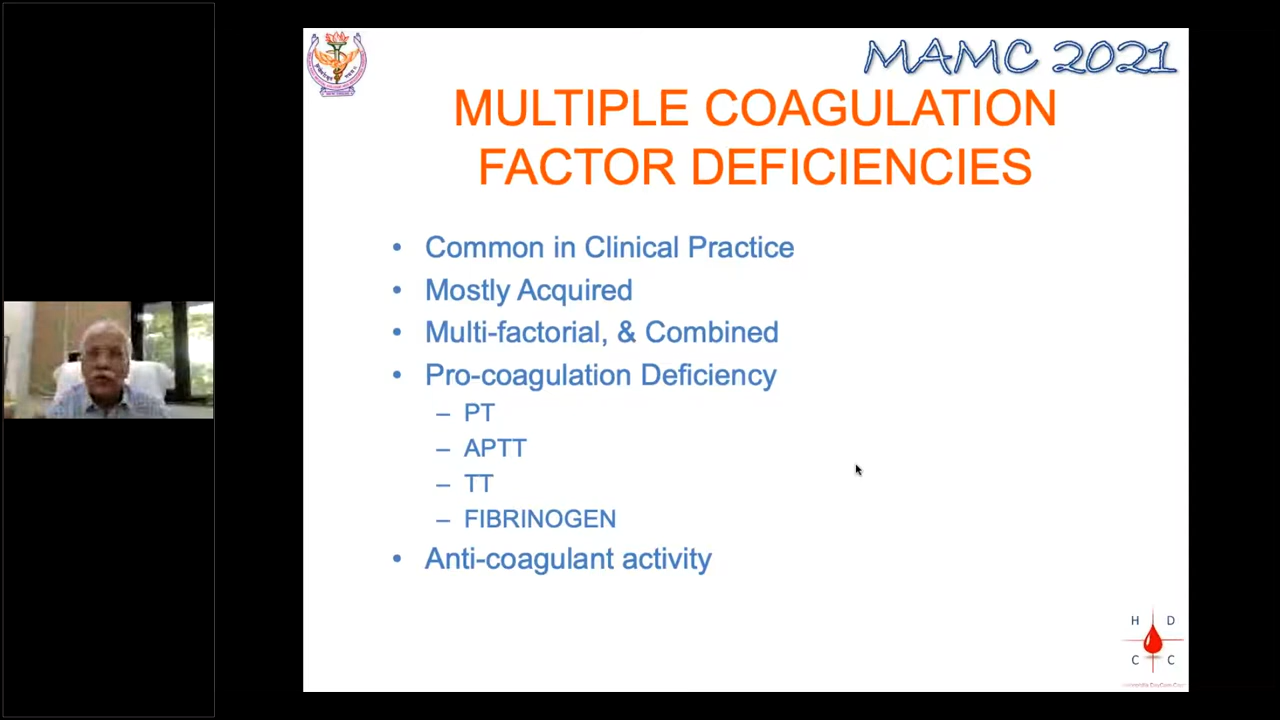 MAMC 2021
MULTIPLE COAGULATION
FACTOR DEFICIENCIES
• Common in Clinical Practice
• Mostly Acquired
• Multi-factorial, & Combined
• Pro-coagulation Deficiency
– PT
– APTT
– TT
– FIBRINOGEN
• Anti-coagulant activity
H D
C C